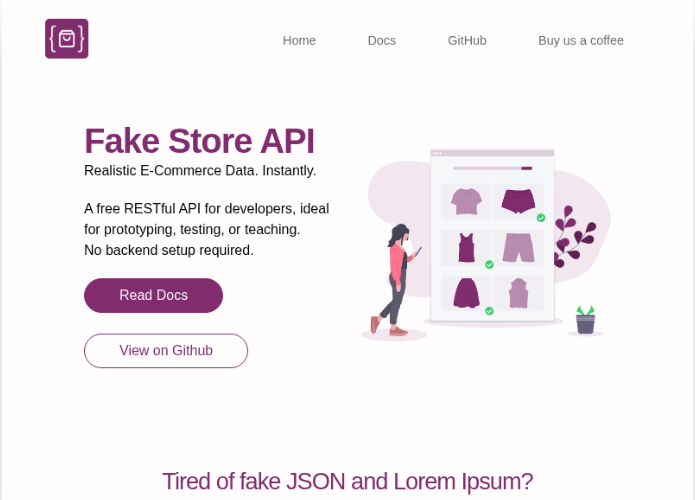 Home
Docs
GitHub
Buy us a coffee
Fake Store API
Realistic E-Commerce Data. Instantly.
A free RESTful API for developers, ideal
for prototyping, testing, or teaching.
No backend setup required.
Read Docs
View on Github
Tired of fake JSON and Lorem Ipsum?